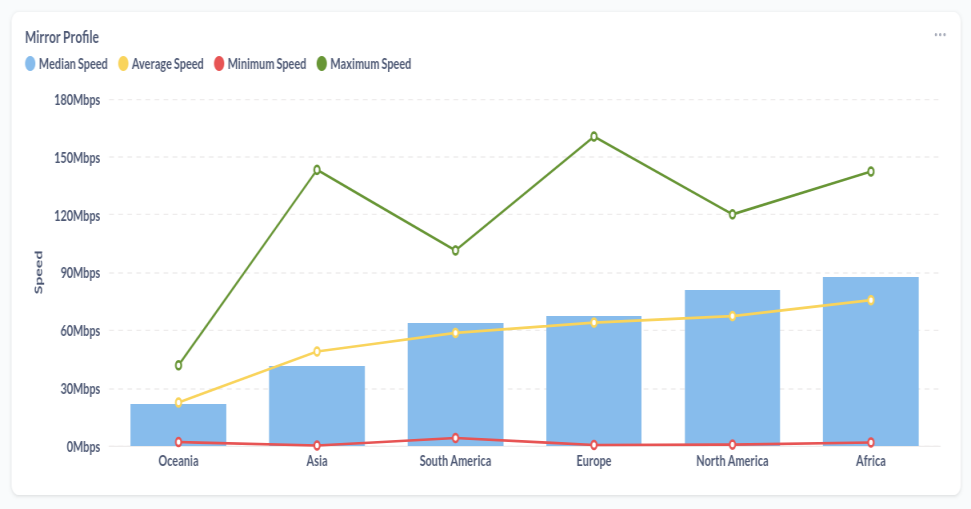 Mirror Profile
Median Speed Average Speed Minimum Speed Maximum Speed
180Mbps
150Mbps
120Mbps
90Mbps
60Mbps
30Mbps
0Mbps
Speed
Oceania Asia South America Europe North America Africa